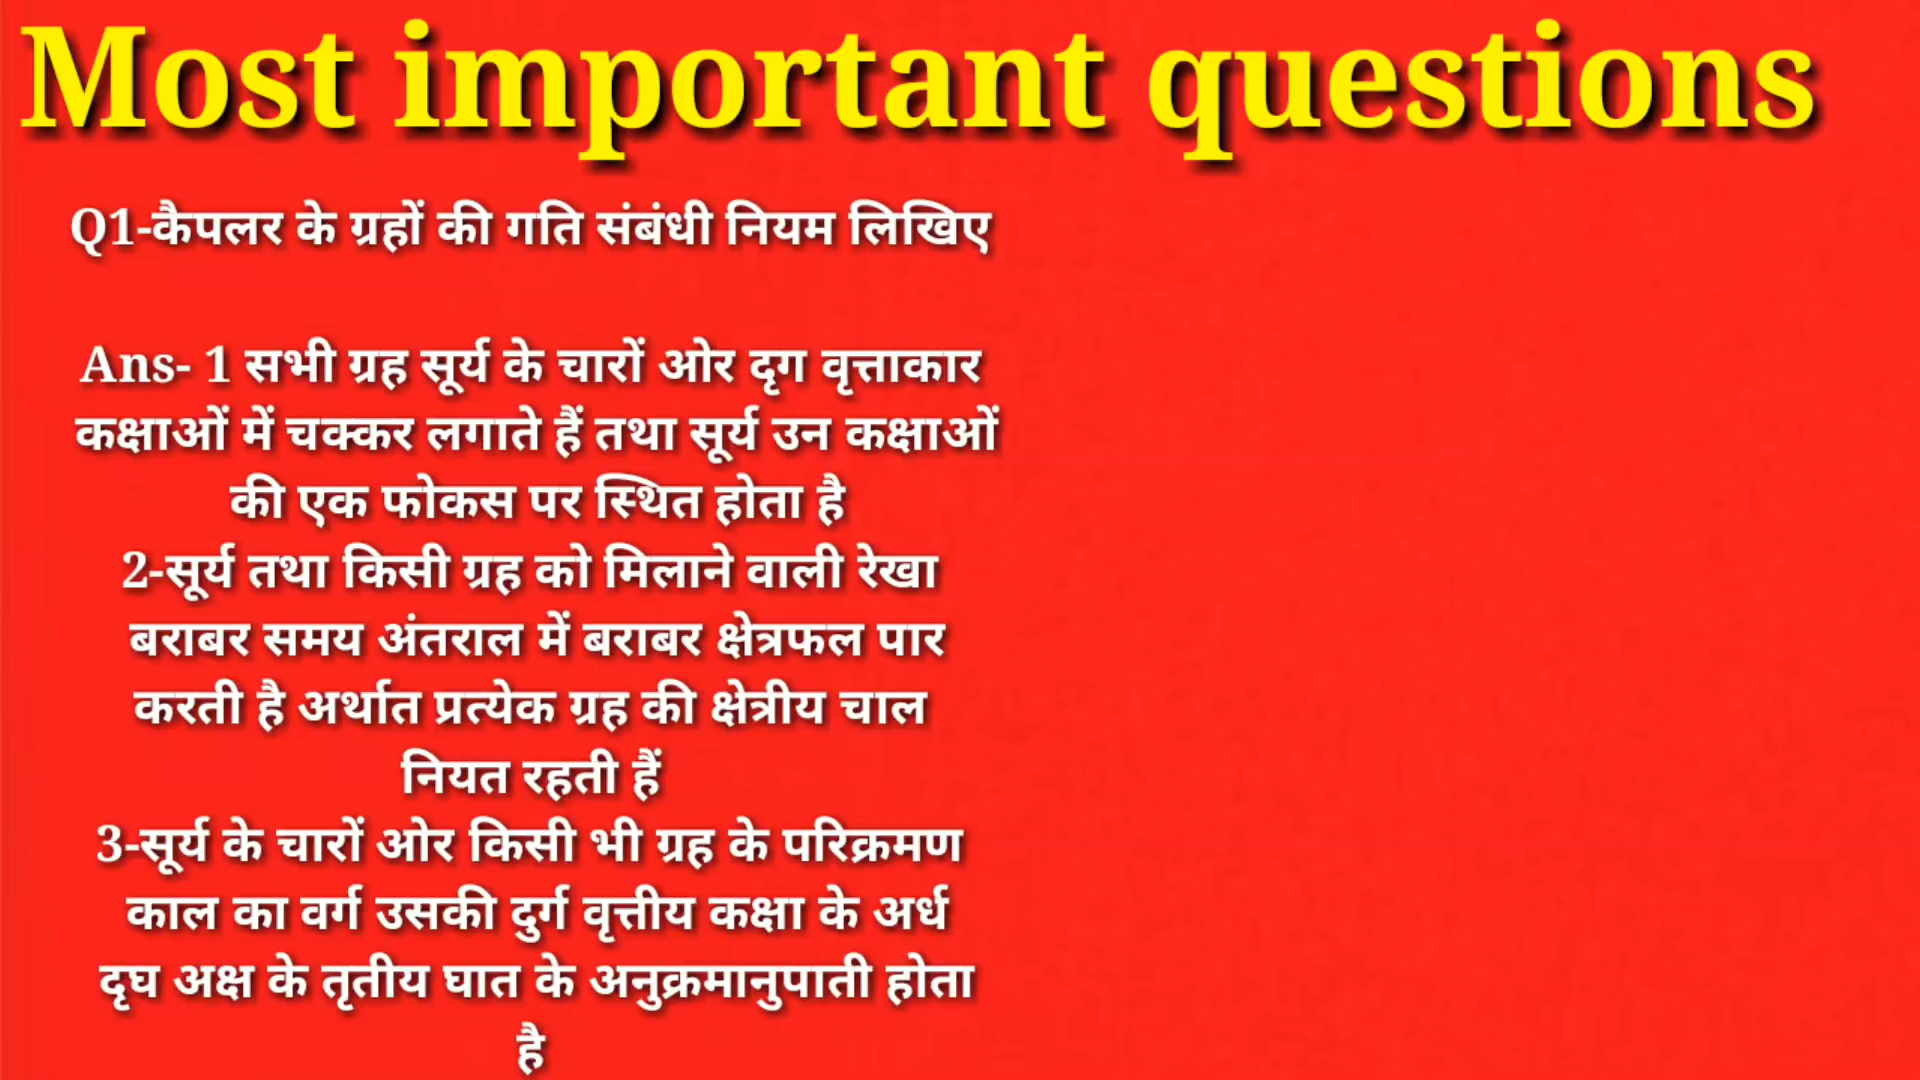 Most important questions
Q1-कैपलर के ग्रहों की गति संबंधी नियम लिखिए
Ans- 1 सभी ग्रह सूर्य के चारों ओर दृग वृत्ताकार
कक्षाओं में चक्कर लगाते हैं तथा सूर्य उन कक्षाओं
की एक फोकस पर स्थित होता है
2-सूर्य तथा किसी ग्रह को मिलाने वाली रेखा
बराबर समय अंतराल में बराबर क्षेत्रफल पार
करती है अर्थात प्रत्येक ग्रह की क्षेत्रीय चाल
नियत रहती हैं
3-सूर्य के चारों ओर किसी भी ग्रह के परिक्रमण
काल का वर्ग उसकी दुर्ग वृत्तीय कक्षा के अर्ध
दृघ अक्ष के तृतीय घात के अनुक्रमानुपाती होता
है